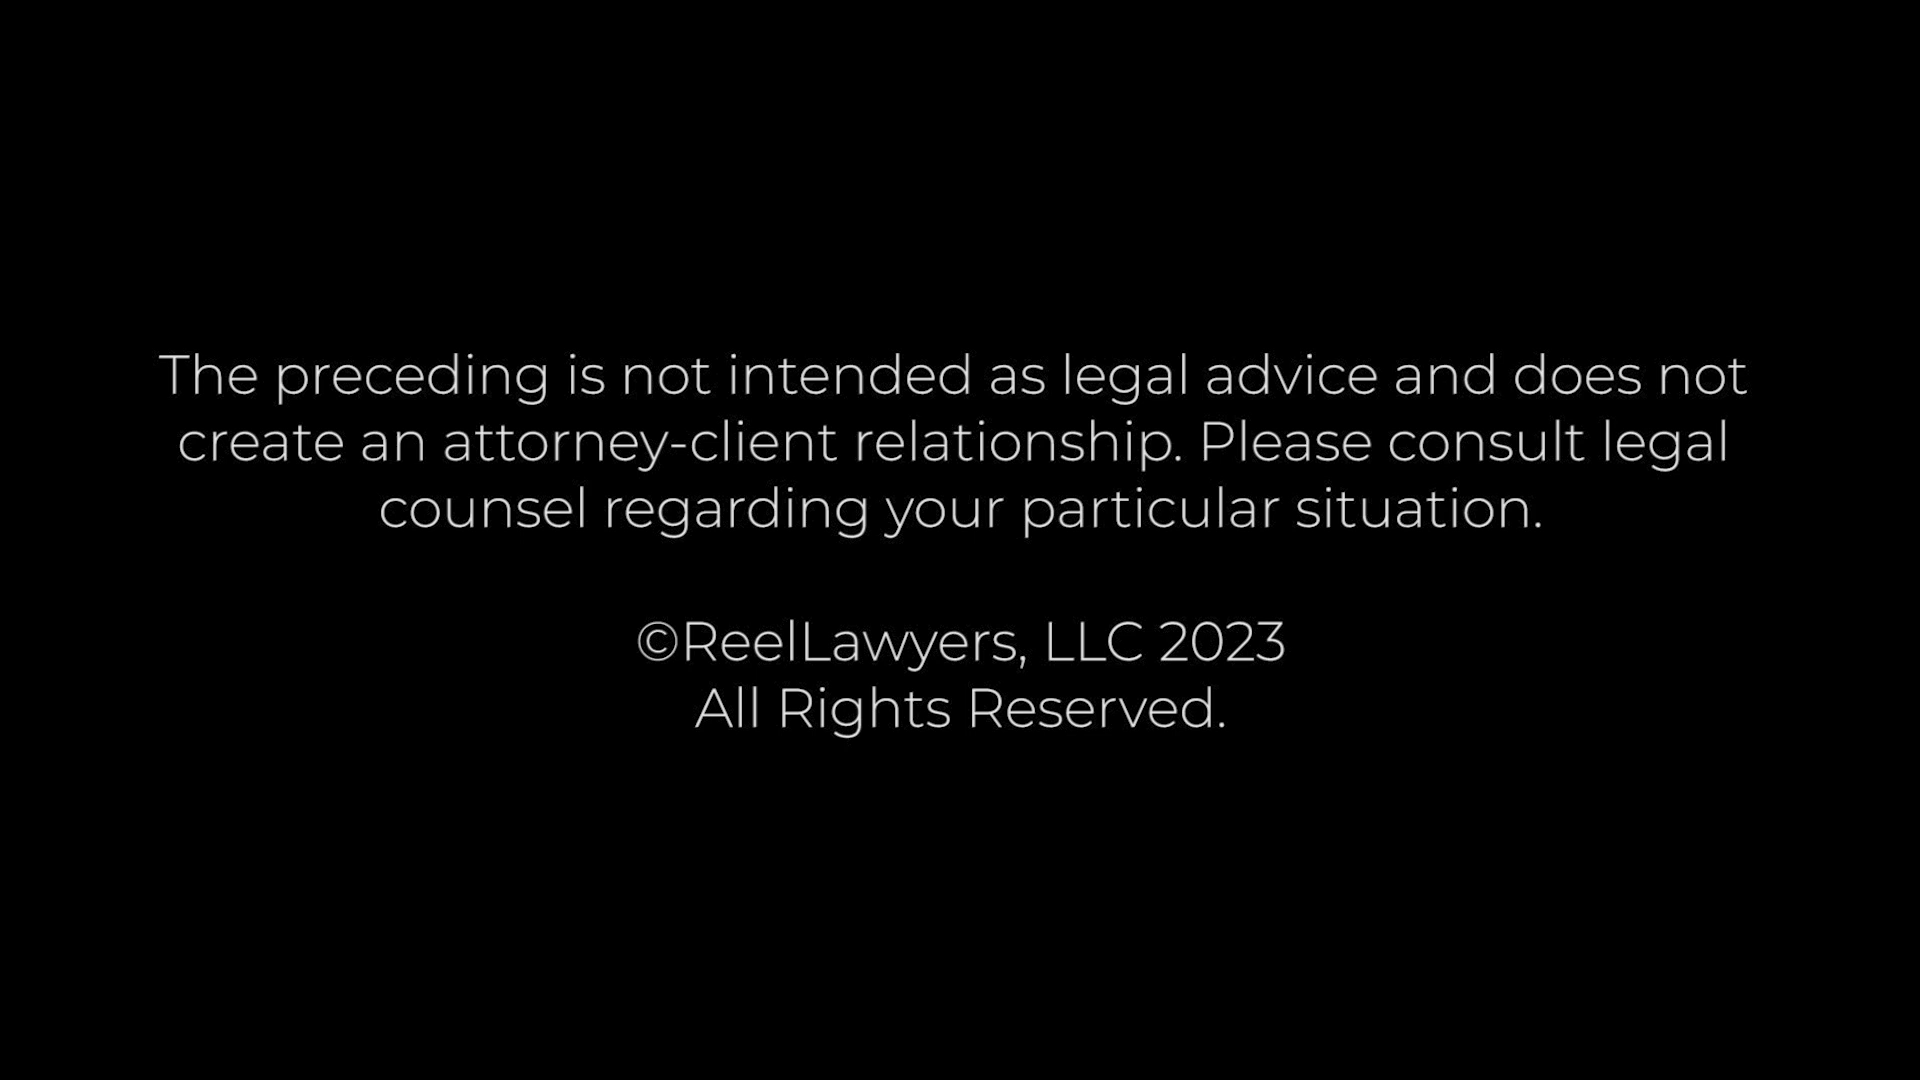 The preceding is not intended as legal advice and does not
create an attorney-client relationship. Please consult legal
counsel regarding your particular situation.
©ReelLawyers, LLC 2023
All Rights Reserved.